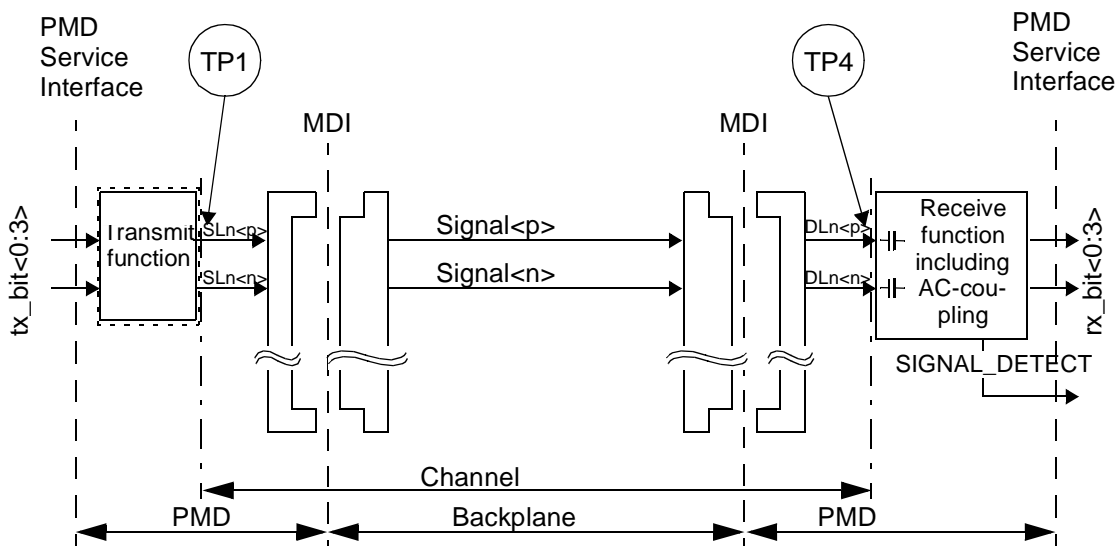 PMD
Service
Interface
TP1
TP4
PMD
Service
Interface
MDI
MDI
tx_bit<0:3>
Transmit
function
SLn<p>
SLn<n>
Signal<p>
Signal<n>
DLn<p>
DLn<n>
Receive
function
including
AC-cou-
pling
rx_bit<0:3>
SIGNAL_DETECT
Channel
PMD
Backplane
PMD